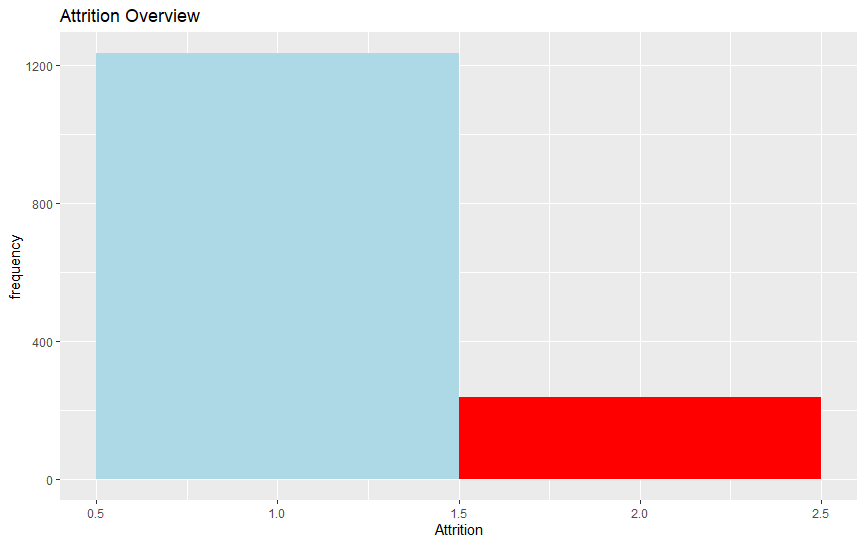 Attrition Overview
1200
800
400
0
frequency
0.5 1.0 1.5 2.0 2.5
Attrition